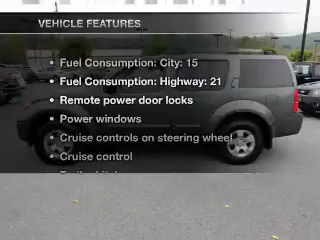 VEHICLE FEATURES
Fuel Consumption: City: 15
Fuel Consumption: Highway: 21
Remote power door locks
Power windows
Cruise controls on steering wheel
Cruise control